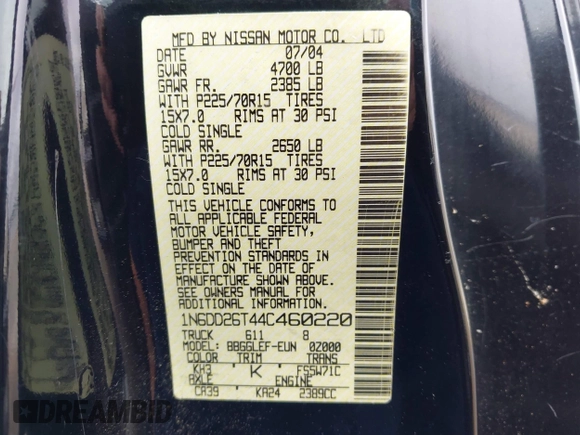 MFD BY NISSAN MOTOR CO. LTD
DATE 07/04
GVWR 4700 LB
GAWR FR. 2385 LB
WITH P225/70R15 TIRES
15X7.0 RIMS AT 30 PSI
COLD SINGLE
GAWR RR. 2650 LB
WITH P225/70R15 TIRES
15X7.0 RIMS AT 30 PSI
COLD SINGLE
THIS VEHICLE CONFORMS TO
ALL APPLICABLE FEDERAL
MOTOR VEHICLE SAFETY,
BUMPER AND THEFT
PREVENTION STANDARDS IN
EFFECT ON THE DATE OF
MANUFACTURE SHOWN ABOVE.
SEE OWNERS MANUAL FOR
ADDITIONAL INFORMATION
1N6DD26T44C460220
TRUCK 611 8
MODEL: BBGGLEF-EUN 0Z000
COLOR TRIM TRANS
KH3 K FS5W71C
AXLE ENGINE
CA39 KA24 2389CC
DREAMBID